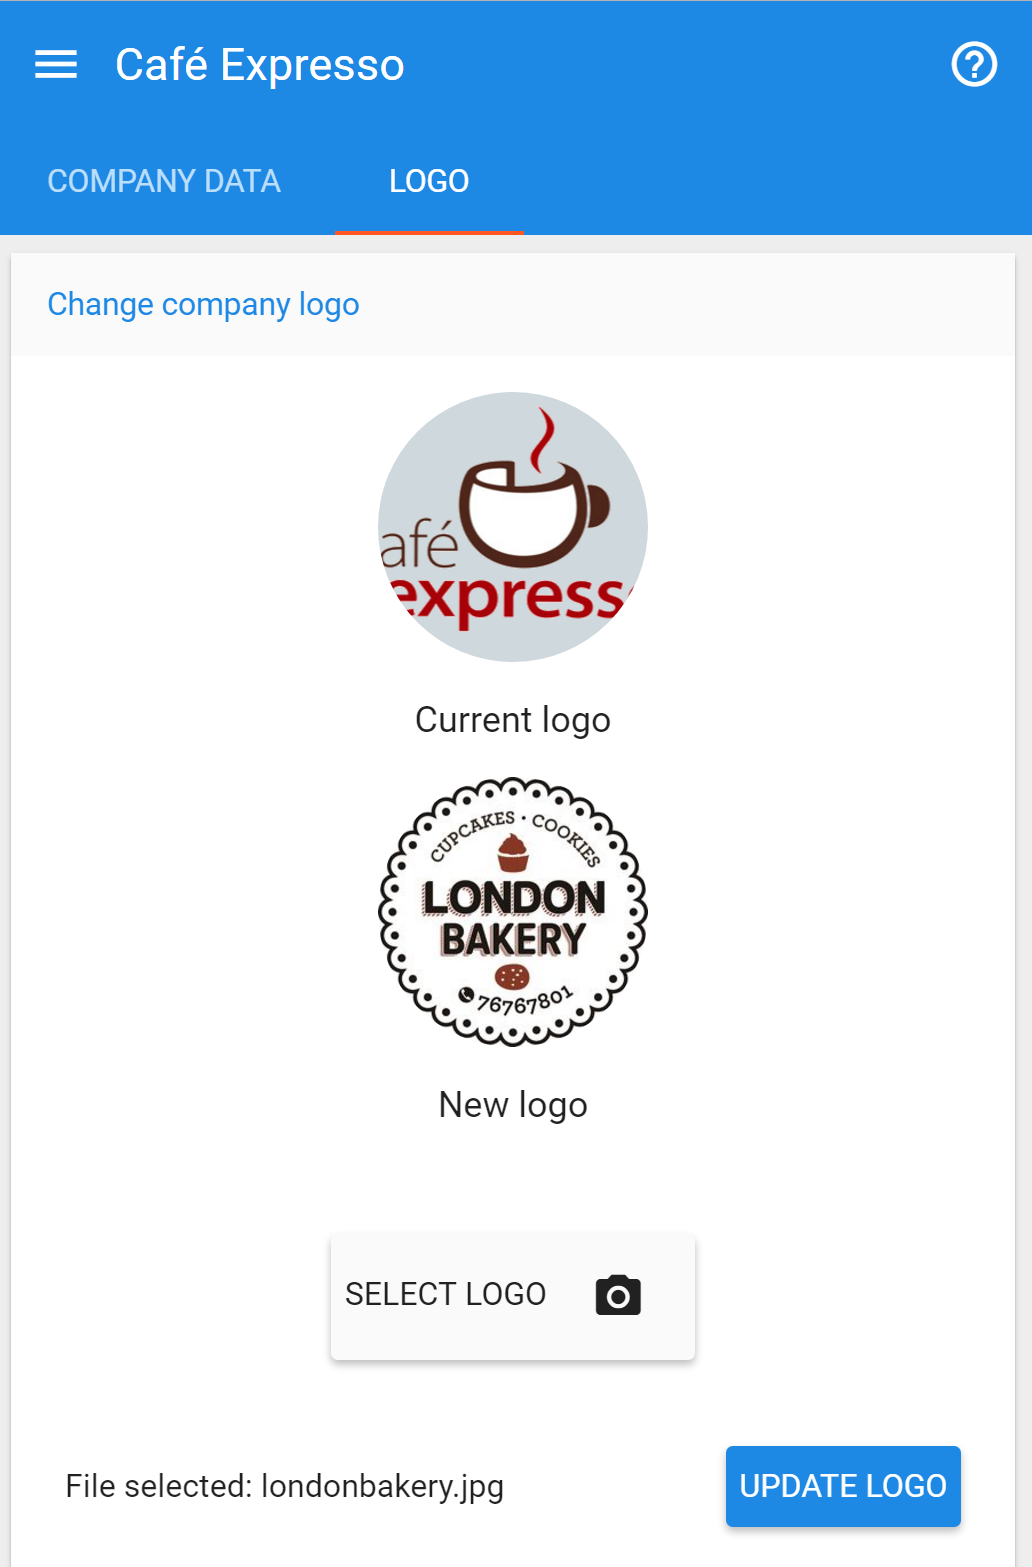 Café Expresso
COMPANY DATA LOGO
Change company logo
afé
express
Current logo
CUPCAKES • COOKIES
LONDON
BAKERY
76767801
New logo
SELECT LOGO
File selected: londonbakery.jpg
UPDATE LOGO